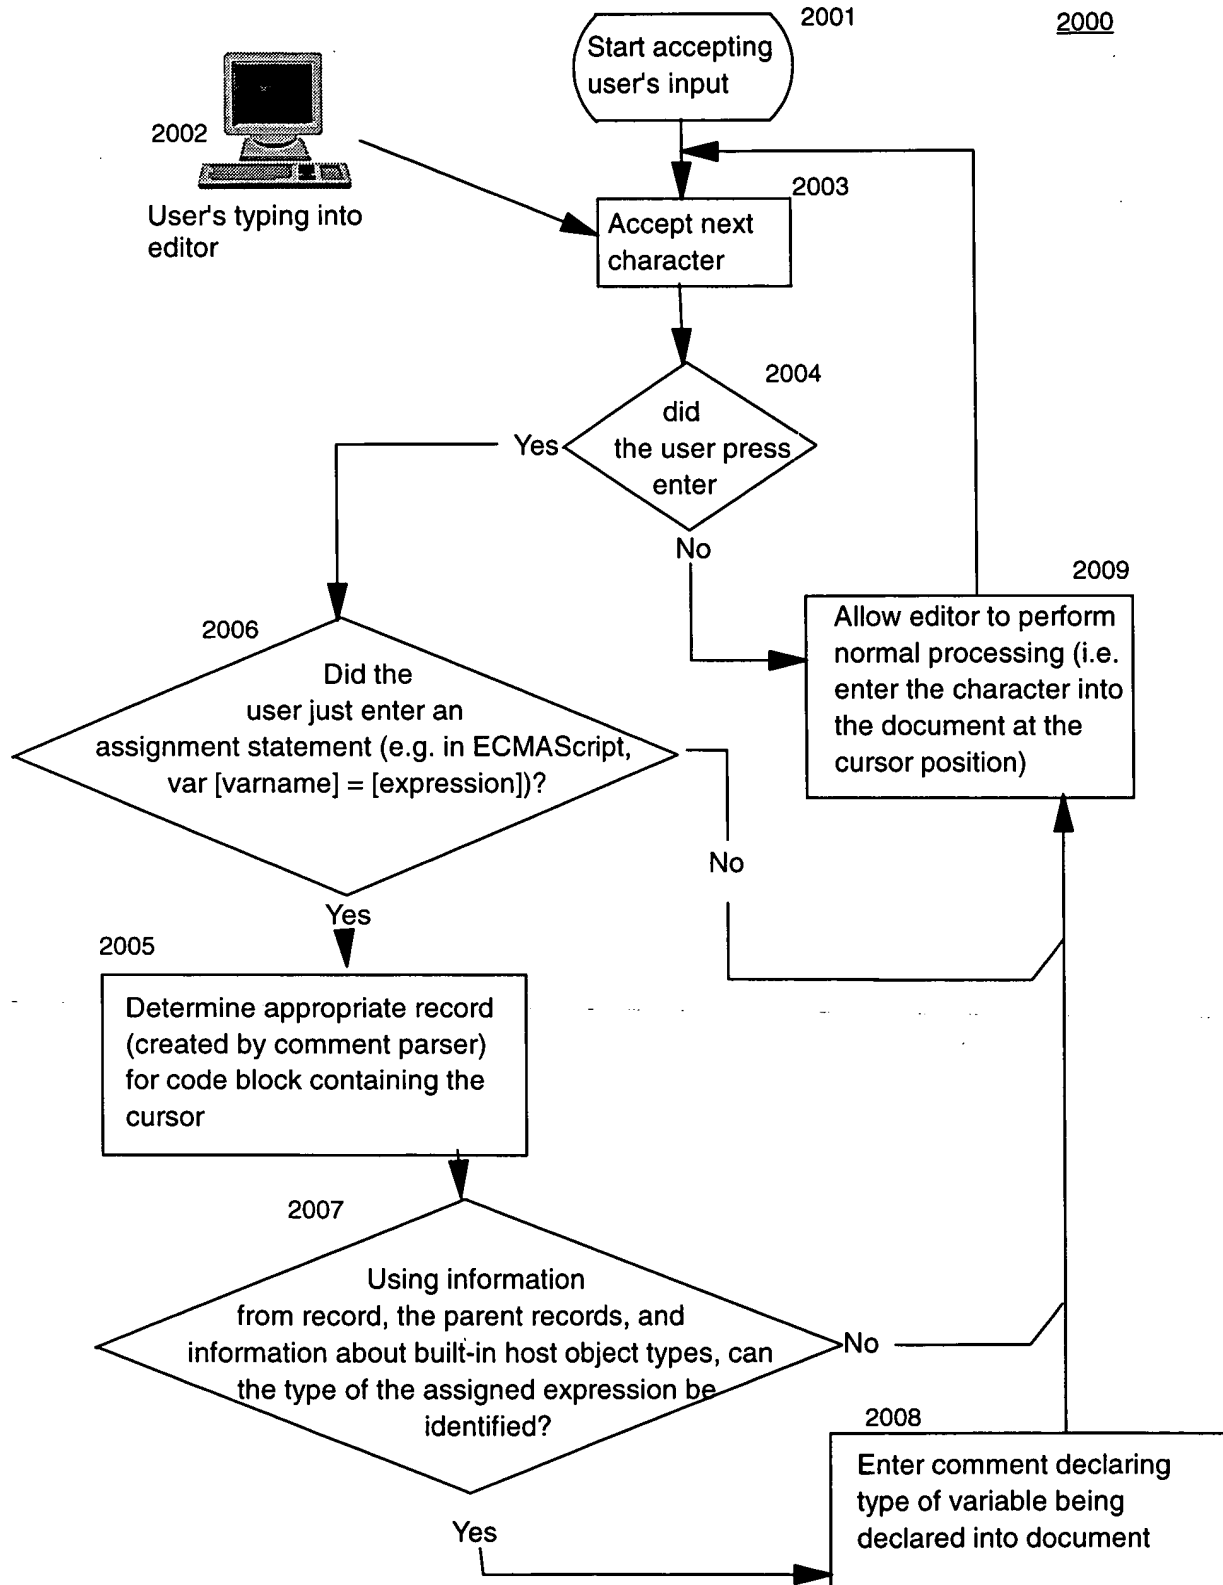 2001
2000
Start accepting
user's input
2002
User's typing into
editor
2003
Accept next
character
2004
did
the user press
enter
Yes
No
2009
Allow editor to perform
normal processing (i.e.
enter the character into
the document at the
cursor position)
2006
Did the
user just enter an
assignment statement (e.g. in ECMAScript,
var [varname] = [expression])?
No
Yes
2005
Determine appropriate record
(created by comment parser)
for code block containing the
cursor
2007
Using information
from record, the parent records, and
information about built-in host object types, can
the type of the assigned expression be
identified?
No
Yes
2008
Enter comment declaring
type of variable being
declared into document